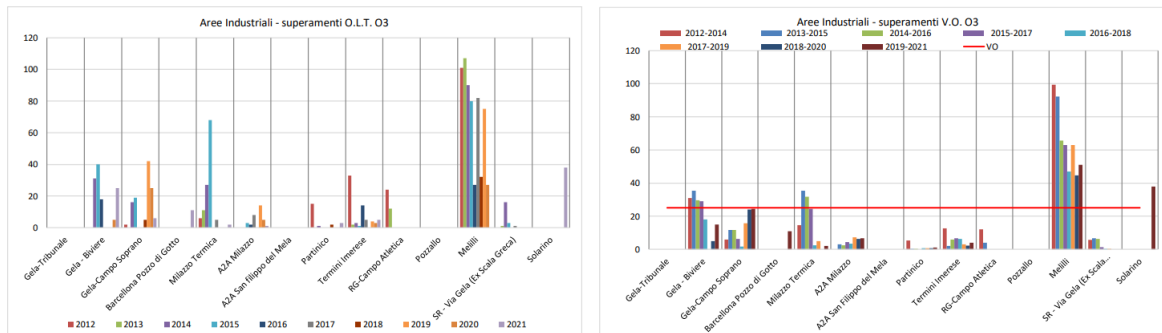 Aree Industriali - superamenti O.L.T. O3
120
100
80
60
40
20
0
Gela-Tribunale
Gela - Biviere
Gela-Campo Soprano
Barcellona Pozzo di Gotto
Milazzo Termica
A2A Milazzo
A2A San Filippo del Mela
Partinico
Termini Imerese
RG-Campo Atletica
Pozzallo
Melilli
SR - Via Gela (Ex Scala Greca)
Solarino
2012 2013 2014 2015 2016 2017 2018 2019 2020 2021
Aree Industriali - superamenti V.O. O3
2012-2014 2013-2015 2014-2016 2015-2017 2016-2018
2017-2019 2018-2020 2019-2021 VO
120
100
80
60
40
20
0
Gela-Tribunale
Gela - Biviere
Gela-Campo Soprano
Barcellona Pozzo di Gotto
Milazzo Termica
A2A Milazzo
A2A San Filippo del Mela
Partinico
Termini Imerese
RG-Campo Atletica
Pozzallo
Melilli
SR - Via Gela (Ex Scala...
Solarino